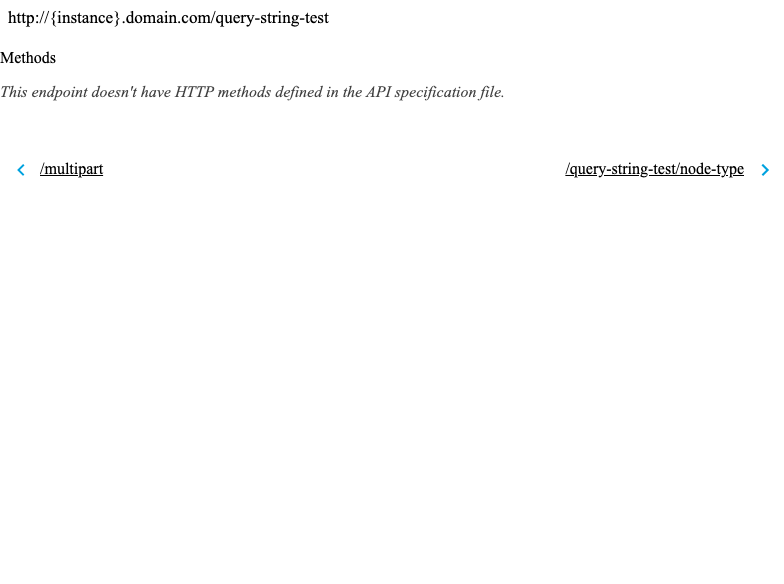 http://{instance}.domain.com/query-string-test
Methods
This endpoint doesn't have HTTP methods defined in the API specification file.
/multipart
/query-string-test/node-type